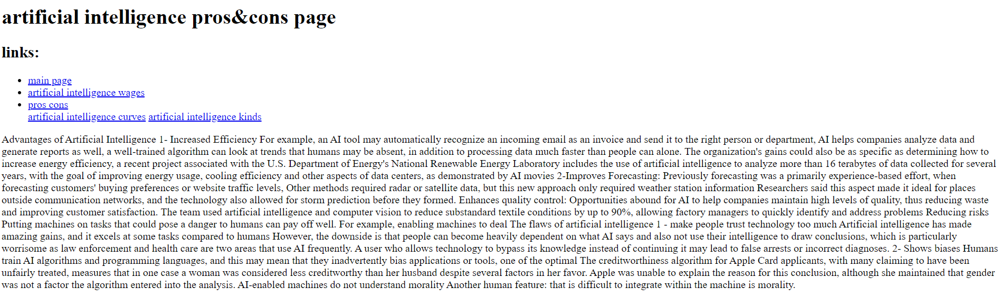 artificial intelligence pros&cons page
links:
main page
artificial intelligence wages
pros cons
artificial intelligence curves artificial intelligence kinds
Advantages of Artificial Intelligence 1- Increased Efficiency For example, an AI tool may automatically recognize an incoming email as an invoice and send it to the right person or department, AI helps companies analyze data and
generate reports as well, a well-trained algorithm can look at trends that humans may be absent, in addition to processing data much faster than people can alone. The organization's gains could also be as specific as determining how to
increase energy efficiency, a recent project associated with the U.S. Department of Energy's National Renewable Energy Laboratory includes the use of artificial intelligence to analyze more than 16 terabytes of data collected for several
years, with the goal of improving energy usage, cooling efficiency and other aspects of data centers, as demonstrated by AI movies 2-Improves Forecasting: Previously forecasting was a primarily experience-based effort, when
forecasting customers' buying preferences or website traffic levels, Other methods required radar or satellite data, but this new approach only required weather station information Researchers said this aspect made it ideal for places
outside communication networks, and the technology also allowed for storm prediction before they formed. Enhances quality control: Opportunities abound for AI to help companies maintain high levels of quality, thus reducing waste
and improving customer satisfaction. The team used artificial intelligence and computer vision to reduce substandard textile conditions by up to 90%, allowing factory managers to quickly identify and address problems Reducing risks
Putting machines on tasks that could pose a danger to humans can pay off well. For example, enabling machines to deal The flaws of artificial intelligence 1 - make people trust technology too much Artificial intelligence has made
amazing gains, and it excels at some tasks compared to humans However, the downside is that people can become heavily dependent on what AI says and also not use their intelligence to draw conclusions, which is particularly
worrisome as law enforcement and health care are two areas that use AI frequently. A user who allows technology to bypass its knowledge instead of continuing it may lead to false arrests or incorrect diagnoses. 2- Shows biases Humans
train AI algorithms and programming languages, and this may mean that they inadvertently bias applications or tools, one of the optimal The creditworthiness algorithm for Apple Card applicants, with many claiming to have been
unfairly treated, measures that in one case a woman was considered less creditworthy than her husband despite several factors in her favor. Apple was unable to explain the reason for this conclusion, although she maintained that gender
was not a factor the algorithm entered into the analysis. AI-enabled machines do not understand morality Another human feature: that is difficult to integrate within the machine is morality.